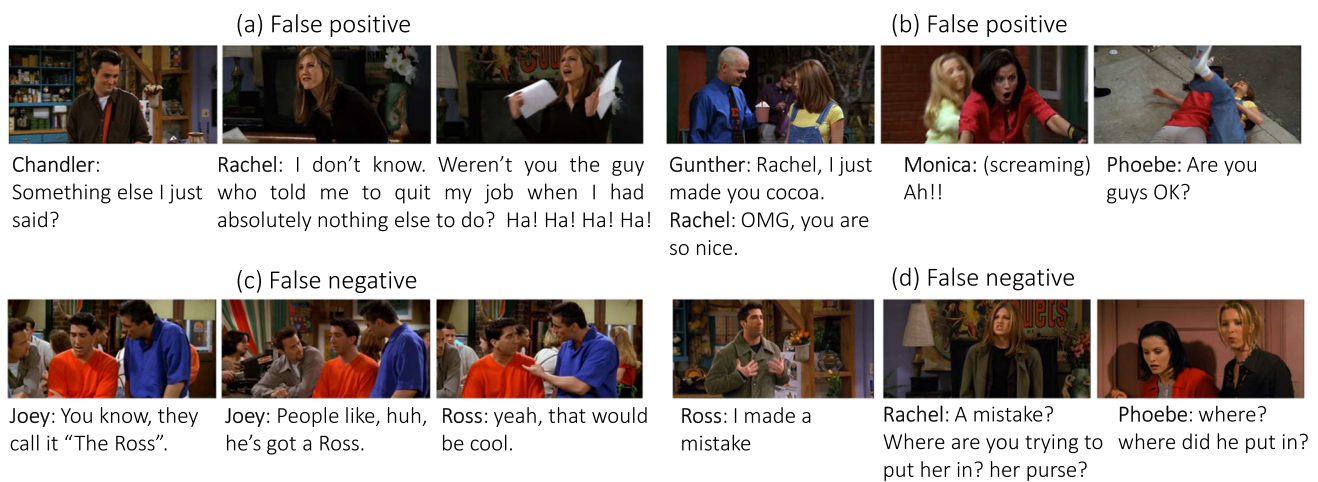 (a) False positive
Chandler:
Something else I just
said?
Rachel: I don’t know. Weren’t you the guy
who told me to quit my job when I had
absolutely nothing else to do? Ha! Ha! Ha! Ha!
(b) False positive
Gunther: Rachel, I just
made you cocoa.
Rachel: OMG, you are
so nice.
Monica: (screaming)
Ah!!
Phoebe: Are you
guys OK?
(c) False negative
Joey: You know, they
call it “The Ross”.
Joey: People like, huh,
he’s got a Ross.
Ross: yeah, that would
be cool.
(d) False negative
Ross: I made a
mistake
Rachel: A mistake?
Where are you trying to
put her in? her purse?
Phoebe: where?
where did he put in?